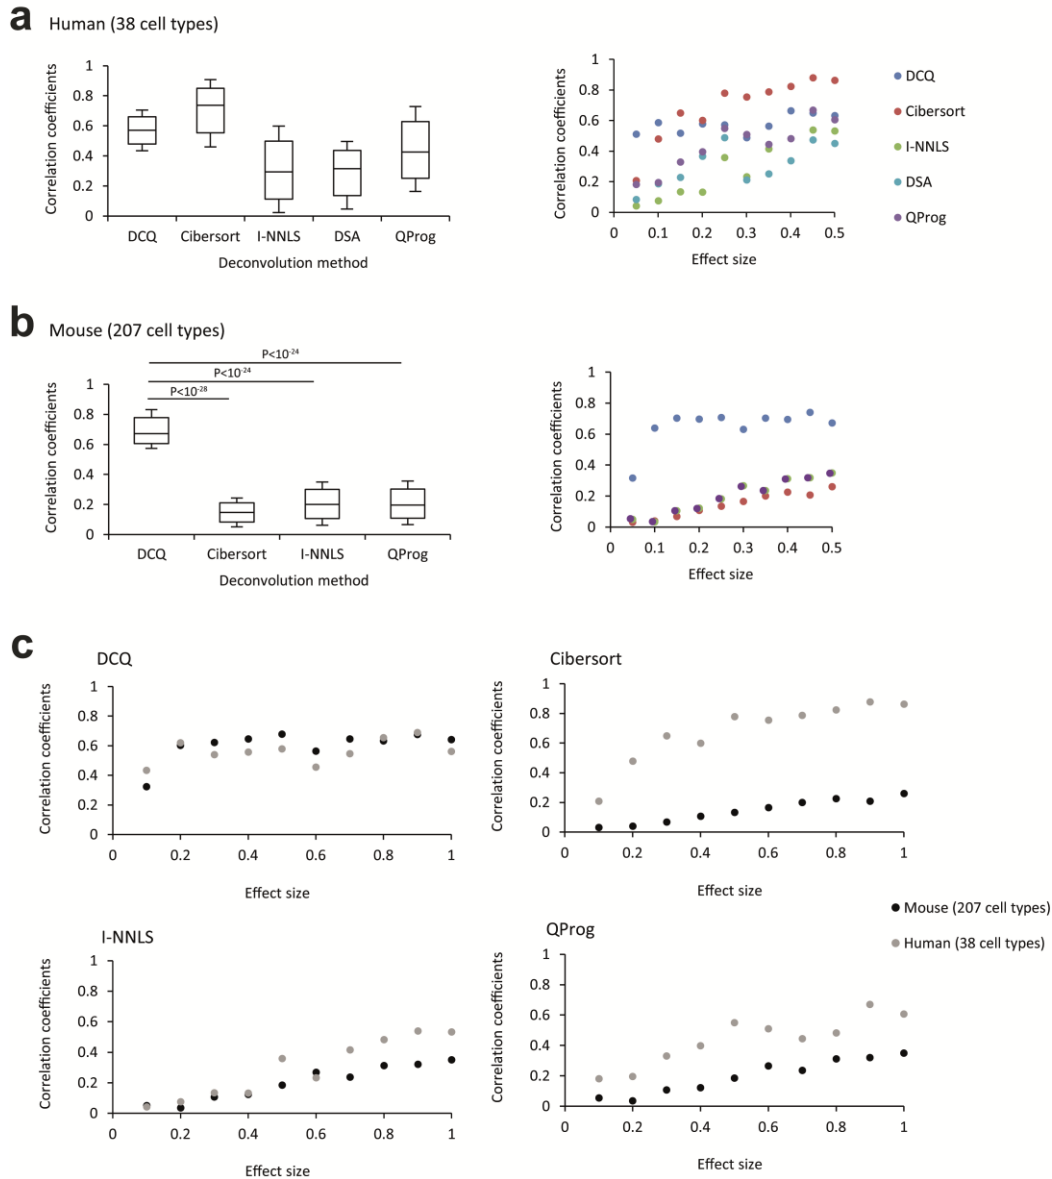 a Human (38 cell types)
Correlation coefficients
1
0.8
0.6
0.4
0.2
0
DCQ Cibersort I-NNLS DSA QProg
Deconvolution method
Correlation coefficients
1
0.8
0.6
0.4
0.2
0
0 0.1 0.2 0.3 0.4 0.5
Effect size
DCQ
Cibersort
I-NNLS
DSA
QProg
b Mouse (207 cell types)
P<10⁻²⁴
P<10⁻²⁴
P<10⁻²⁸
Correlation coefficients
1
0.8
0.6
0.4
0.2
0
DCQ Cibersort I-NNLS QProg
Deconvolution method
Correlation coefficients
1
0.8
0.6
0.4
0.2
0
0 0.1 0.2 0.3 0.4 0.5
Effect size
c
DCQ
Correlation coefficients
1
0.8
0.6
0.4
0.2
0
0 0.2 0.4 0.6 0.8 1
Effect size
Cibersort
Correlation coefficients
1
0.8
0.6
0.4
0.2
0
0 0.2 0.4 0.6 0.8 1
Effect size
Mouse (207 cell types)
Human (38 cell types)
I-NNLS
Correlation coefficients
1
0.8
0.6
0.4
0.2
0
0 0.2 0.4 0.6 0.8 1
Effect size
QProg
Correlation coefficients
1
0.8
0.6
0.4
0.2
0
0 0.2 0.4 0.6 0.8 1
Effect size